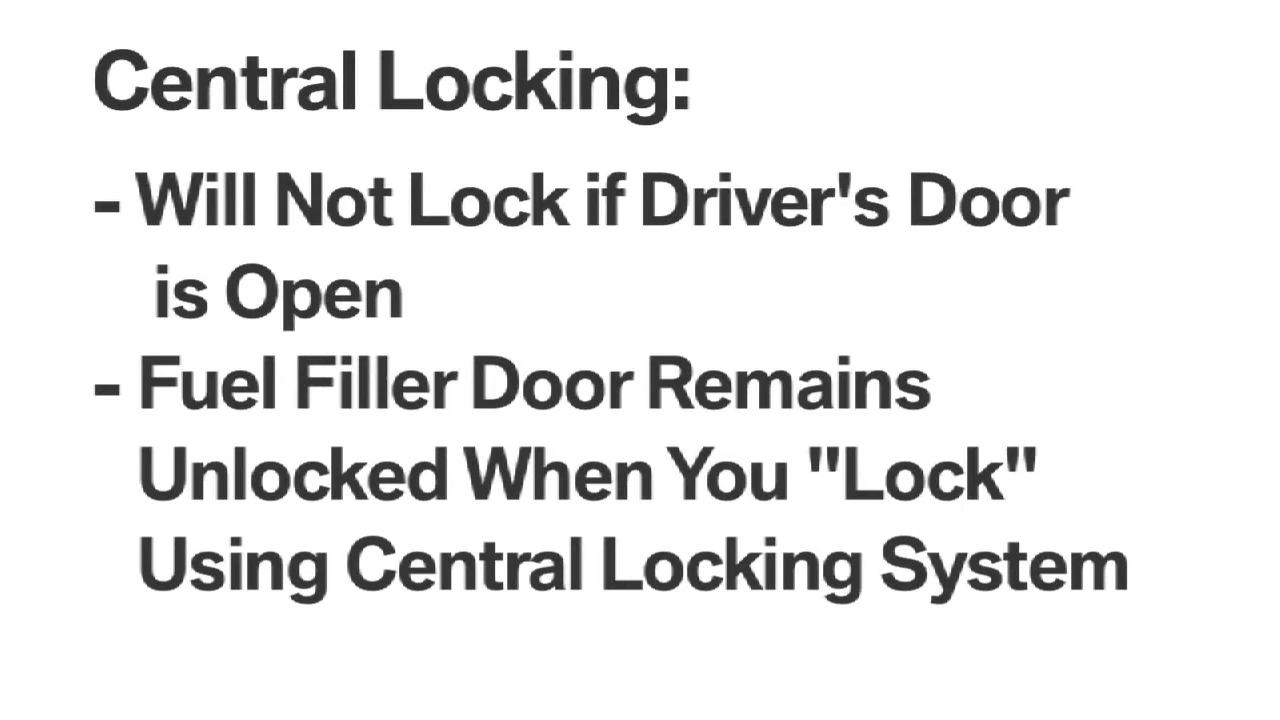 Central Locking:
- Will Not Lock if Driver's Door
is Open
- Fuel Filler Door Remains
Unlocked When You "Lock"
Using Central Locking System